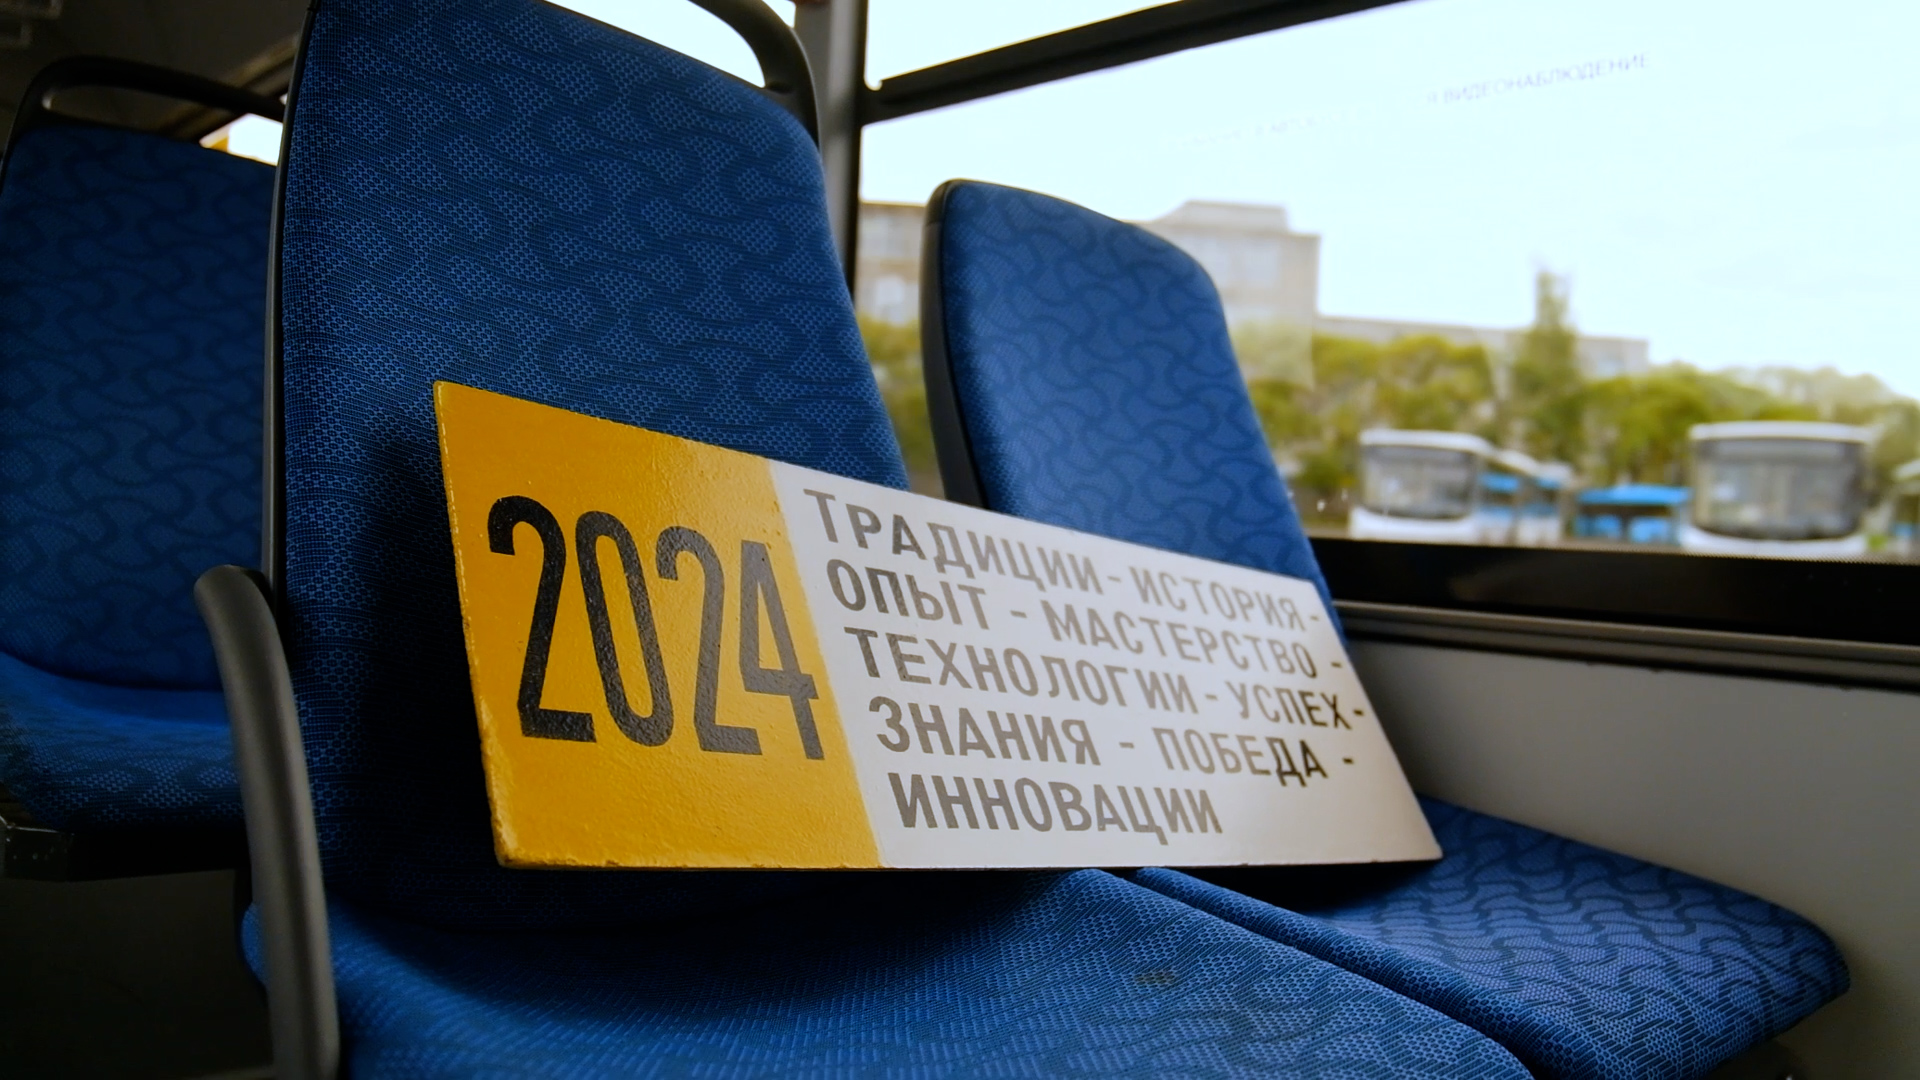 Я ВИДЕОНАБЛЮДЕНИЕ
2024
ТРАДИЦИИ - ИСТОРИЯ -
ОПЫТ - МАСТЕРСТВО -
ТЕХНОЛОГИИ - УСПЕХ -
ЗНАНИЯ - ПОБЕДА -
ИННОВАЦИИ